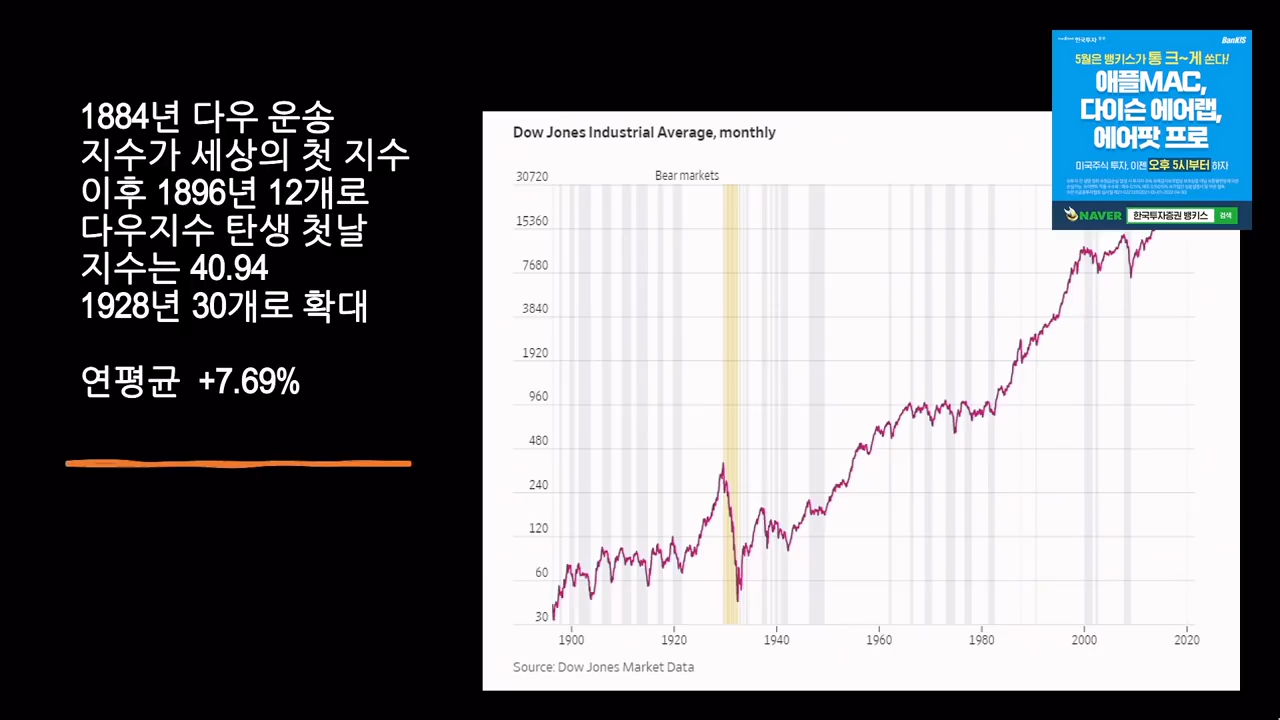 1884년 다우 운송
지수가 세상의 첫 지수
이후 1896년 12개로
다우지수 탄생 첫날
지수는 40.94
1928년 30개로 확대
연평균 +7.69%
Dow Jones Industrial Average, monthly
Bear markets
30720
15360
7680
3840
1920
960
480
240
120
60
30
1900 1920 1940 1960 1980 2000 2020
Source: Dow Jones Market Data
한국투자 BanKIS
5월은 뱅키스가 통 크~게 쏜다!
애플MAC,
다이슨 에어랩,
에어팟 프로
미국주식 투자, 이젠 오후 5시부터 하자
NAVER 한국투자증권 뱅키스 검색